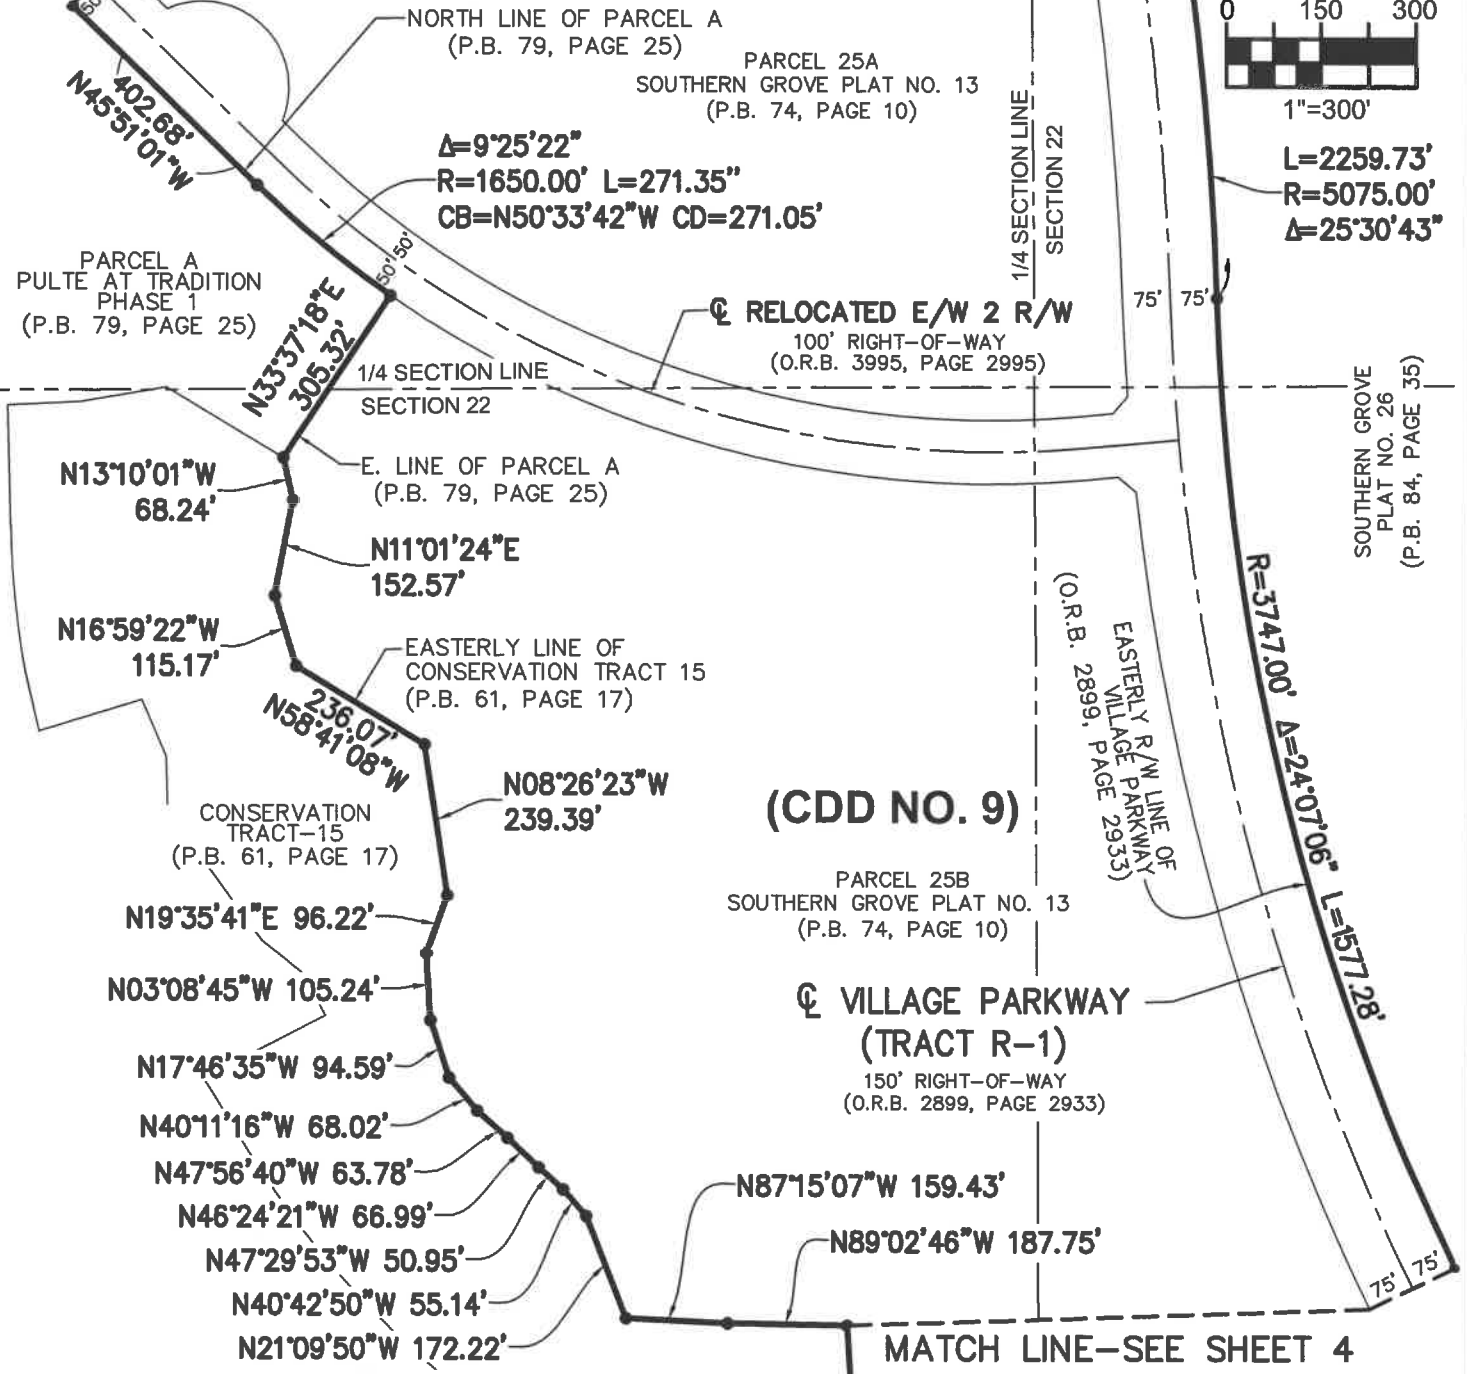 50'
NORTH LINE OF PARCEL A
(P.B. 79, PAGE 25)
PARCEL 25A
SOUTHERN GROVE PLAT NO. 13
(P.B. 74, PAGE 10)
0 150 300
1"=300'
402.68'
N45°51'01"W
Δ=9°25'22"
R=1650.00' L=271.35"
CB=N50°33'42"W CD=271.05'
1/4 SECTION LINE
SECTION 22
L=2259.73'
R=5075.00'
Δ=25°30'43"
PARCEL A
PULTE AT TRADITION
PHASE 1
(P.B. 79, PAGE 25)
50' 50'
N33°37'18"E
305.32'
℄ RELOCATED E/W 2 R/W
100' RIGHT-OF-WAY
(O.R.B. 3995, PAGE 2995)
75' 75'
1/4 SECTION LINE
SECTION 22
SOUTHERN GROVE
PLAT NO. 26
(P.B. 84, PAGE 35)
E. LINE OF PARCEL A
(P.B. 79, PAGE 25)
N13°10'01"W
68.24'
N11°01'24"E
152.57'
N16°59'22"W
115.17'
EASTERLY LINE OF
CONSERVATION TRACT 15
(P.B. 61, PAGE 17)
236.07'
N58°41'08"W
EASTERLY R/W LINE OF
VILLAGE PARKWAY
(O.R.B. 2899, PAGE 2933)
R=3747.00' Δ=24°07'06" L=1577.28'
N08°26'23"W
239.39'
(CDD NO. 9)
CONSERVATION
TRACT-15
(P.B. 61, PAGE 17)
PARCEL 25B
SOUTHERN GROVE PLAT NO. 13
(P.B. 74, PAGE 10)
N19°35'41"E 96.22'
N03°08'45"W 105.24'
℄ VILLAGE PARKWAY
(TRACT R-1)
150' RIGHT-OF-WAY
(O.R.B. 2899, PAGE 2933)
N17°46'35"W 94.59'
N40°11'16"W 68.02'
N47°56'40"W 63.78'
N46°24'21"W 66.99'
N47°29'53"W 50.95'
N40°42'50"W 55.14'
N21°09'50"W 172.22'
N87°15'07"W 159.43'
N89°02'46"W 187.75'
75' 75'
MATCH LINE-SEE SHEET 4